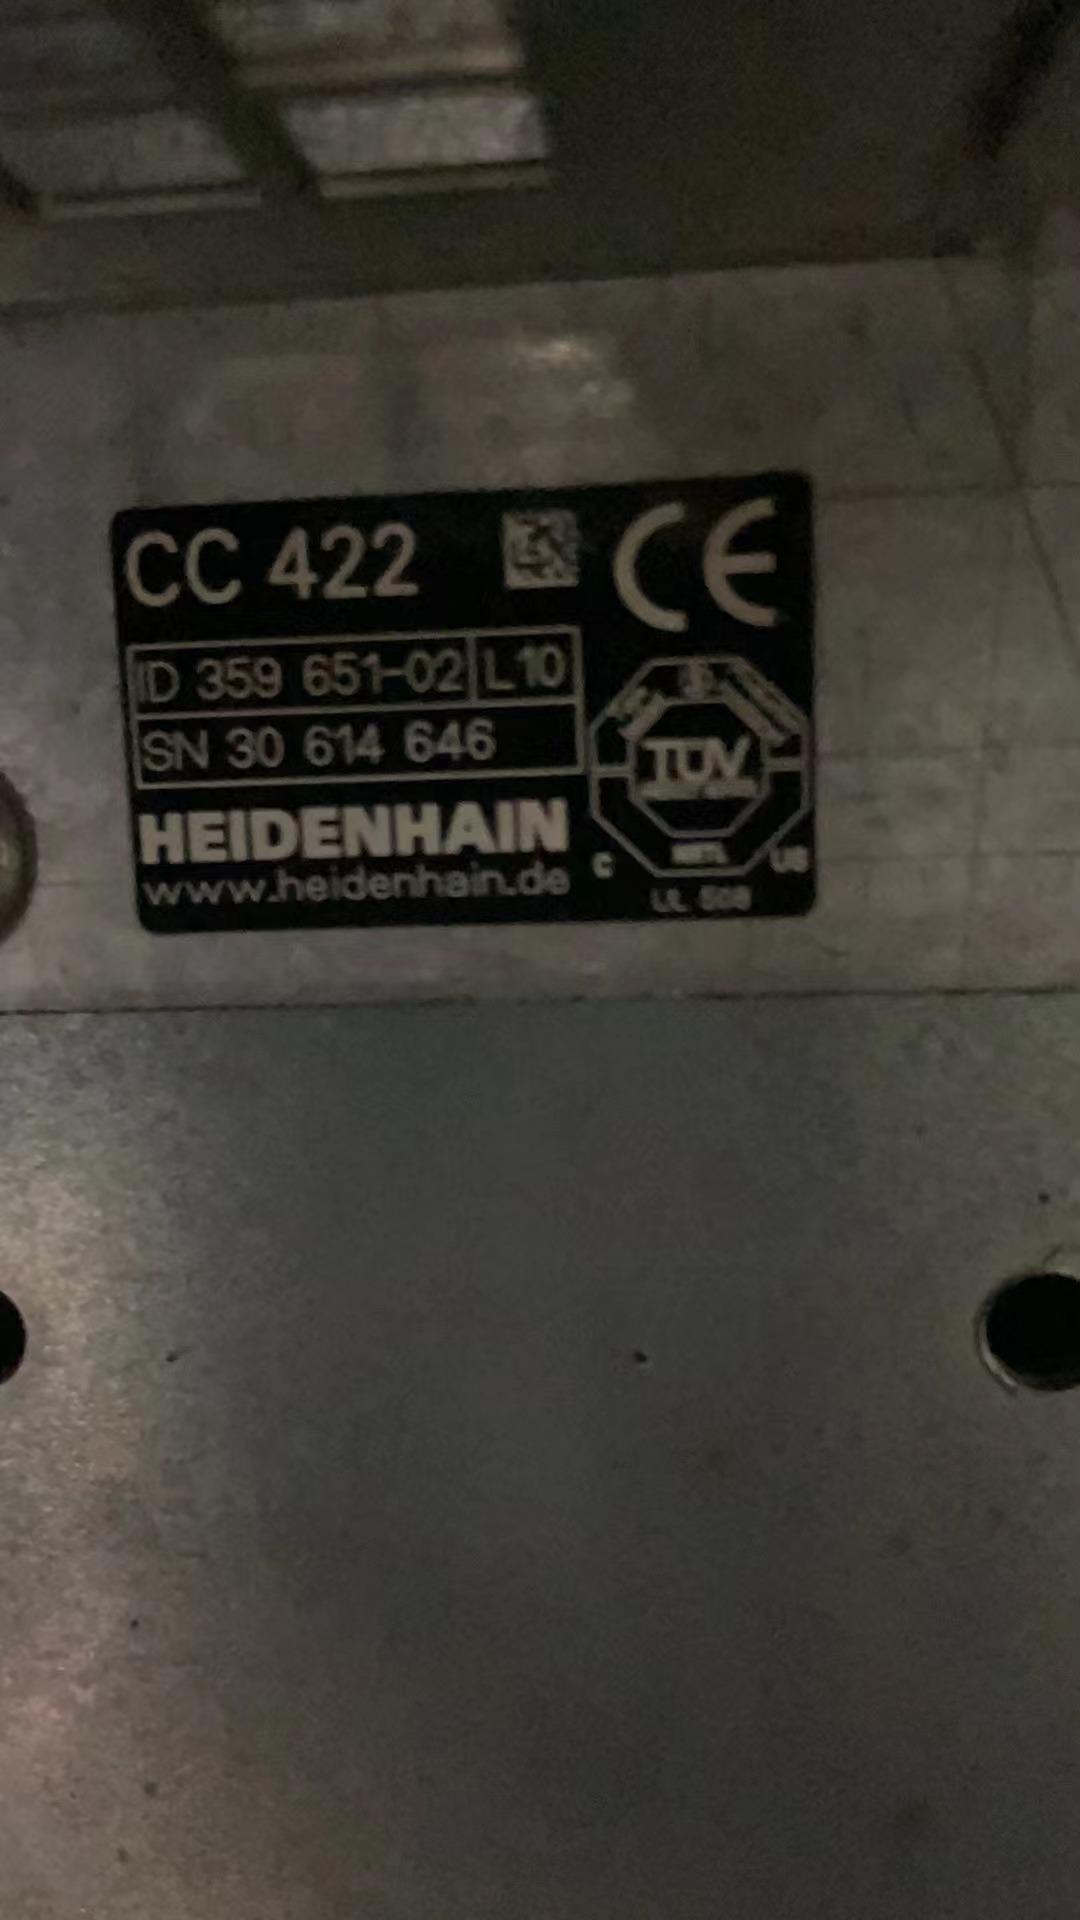 CC 422
CE
ID 359 651-02 L10
SN 30 614 646
HEIDENHAIN
www.heidenhain.de
TÜV
C US
UL 508